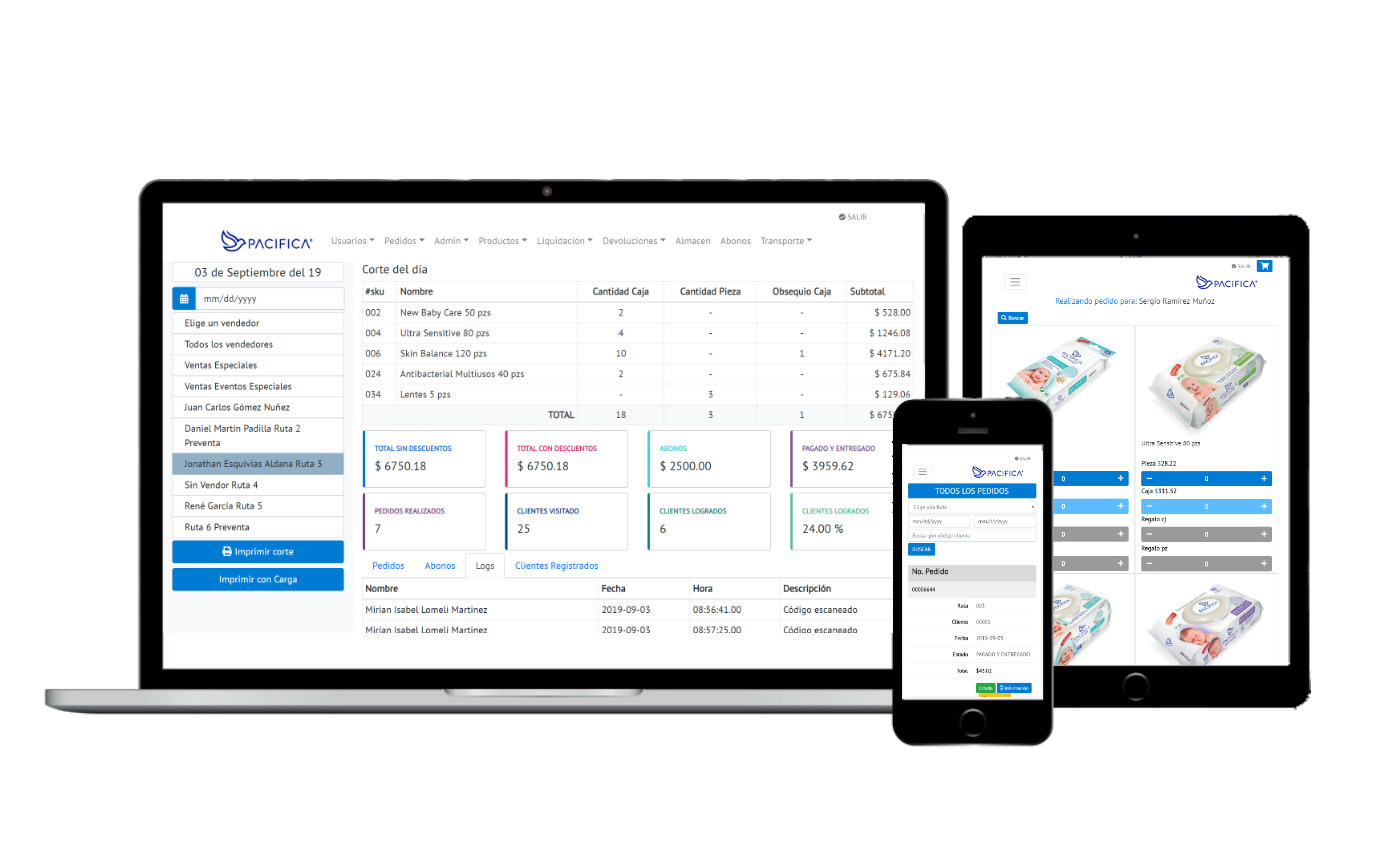 SALIR
PACIFICA
Usuarios Pedidos Admin Productos Liquidación Devoluciones Almacen Abonos Transporte
03 de Septiembre del 19
mm/dd/yyyy
Elige un vendedor
Todos los vendedores
Ventas Especiales
Ventas Eventos Especiales
Juan Carlos Gómez Nuñez
Daniel Martín Padilla Ruta 2
Preventa
Jonathan Esquivias Aldana Ruta 3
Sin Vendor Ruta 4
René García Ruta 5
Ruta 6 Preventa
Imprimir corte
Imprimir con Carga
Corte del día
#sku Nombre Cantidad Caja Cantidad Pieza Obsequio Caja Subtotal
002 New Baby Care 50 pzs 2 - - $ 528.00
004 Ultra Sensitive 80 pzs 4 - - $ 1246.08
006 Skin Balance 120 pzs 10 - 1 $ 4171.20
024 Antibacterial Multiusos 40 pzs 2 - - $ 675.84
034 Lentes 5 pzs - 3 - $ 129.06
TOTAL 18 3 1
TOTAL SIN DESCUENTOS
$ 6750.18
TOTAL CON DESCUENTOS
$ 6750.18
ABONOS
$ 2500.00
PAGADO Y ENTREGADO
$ 3959.62
PEDIDOS REALIZADOS
7
CLIENTES VISITADO
25
CLIENTES LOGRADOS
6
CLIENTES LOGRADOS
24.00 %
Pedidos Abonos Logs Clientes Registrados
Nombre Fecha Hora Descripción
Mirian Isabel Lomeli Martinez 2019-09-03 08:56:41.00 Código escaneado
Mirian Isabel Lomeli Martinez 2019-09-03 08:57:25.00 Código escaneado
SALIR
PACIFICA
TODOS LOS PEDIDOS
Elige una Ruta
mm/dd/yyyy mm/dd/yyyy
Buscar por código cliente
BUSCAR
No. Pedido
00006644
Ruta 003
Cliente 00001
Fecha 2019-09-03
Estado PAGADO Y ENTREGADO
Total $43.02
Estado Informacion
SALIR
PACIFICA
Realizando pedido para: Sergio Ramírez Muñoz
Buscar
Ultra Sensitive 80 pzs
Pieza $28.22
0 + − 0 +
Caja $311.52
0 + − 0 +
Regalo cj
0 + − 0 +
Regalo pz
0 + − 0 +